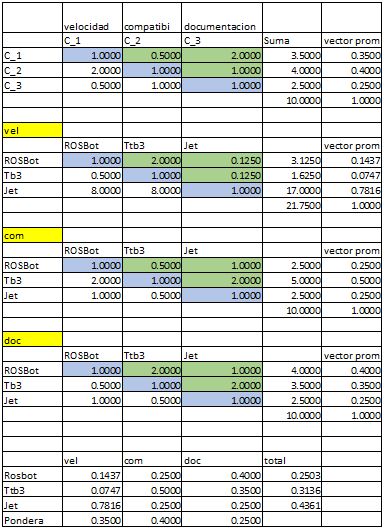 velocidad compatibi documentacion
C_1 C_2 C_3 Suma vector prom
C_1 1.0000 0.5000 2.0000 3.5000 0.3500
C_2 2.0000 1.0000 1.0000 4.0000 0.4000
C_3 0.5000 1.0000 1.0000 2.5000 0.2500
10.0000 1.0000
vel
ROSBot Ttb3 Jet vector prom
ROSBot 1.0000 2.0000 0.1250 3.1250 0.1437
Tb3 0.5000 1.0000 0.1250 1.6250 0.0747
Jet 8.0000 8.0000 1.0000 17.0000 0.7816
21.7500 1.0000
com
ROSBot Ttb3 Jet vector prom
ROSBot 1.0000 0.5000 1.0000 2.5000 0.2500
Tb3 2.0000 1.0000 2.0000 5.0000 0.5000
Jet 1.0000 0.5000 1.0000 2.5000 0.2500
10.0000 1.0000
doc
ROSBot Ttb3 Jet vector prom
ROSBot 1.0000 2.0000 1.0000 4.0000 0.4000
Tb3 0.5000 1.0000 2.0000 3.5000 0.3500
Jet 1.0000 0.5000 1.0000 2.5000 0.2500
10.0000 1.0000
vel com doc total
Rosbot 0.1437 0.2500 0.4000 0.2503
Ttb3 0.0747 0.5000 0.3500 0.3136
Jet 0.7816 0.2500 0.2500 0.4361
Pondera 0.3500 0.4000 0.2500